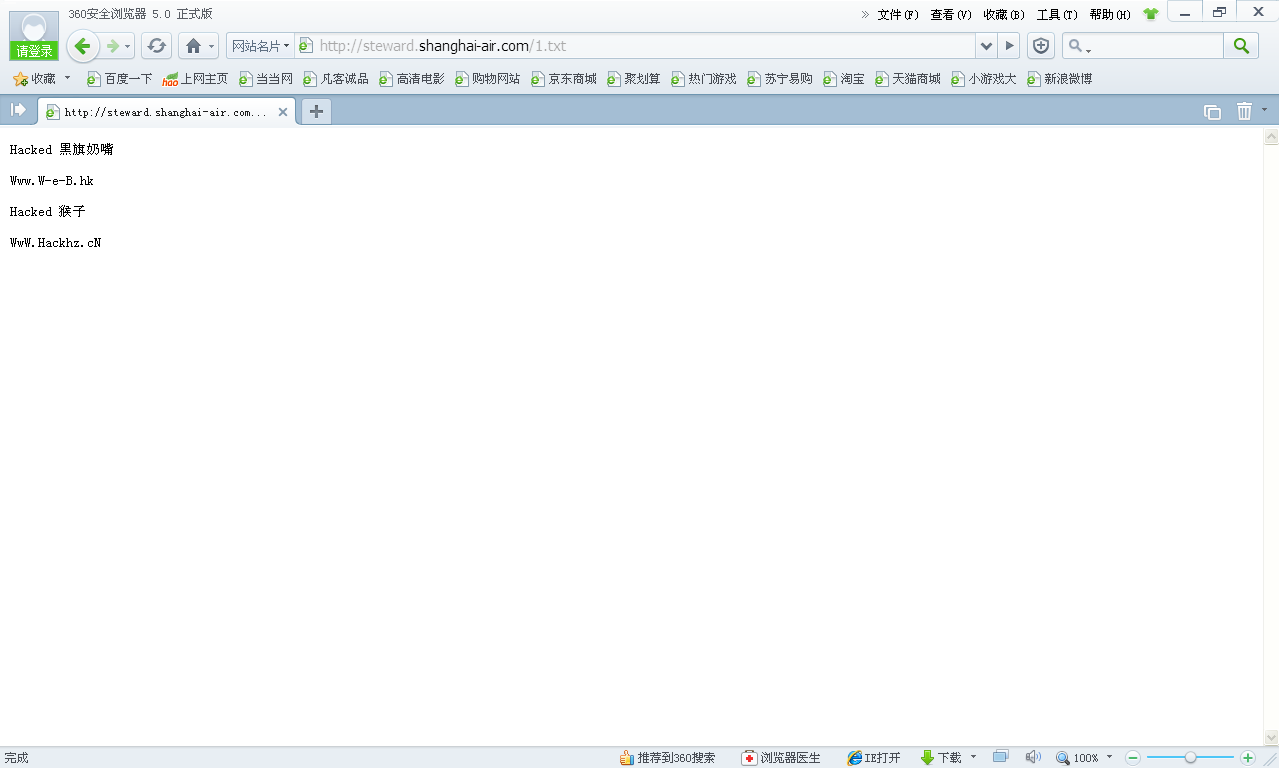 360安全浏览器 5.0 正式版
» 文件(F) 查看(V) 收藏(B) 工具(T) 帮助(H)
请登录
网站名片 http://steward.shanghai-air.com/1.txt
收藏 百度一下 hao 上网主页 当当网 凡客诚品 高清电影 购物网站 京东商城 聚划算 热门游戏 苏宁易购 淘宝 天猫商城 小游戏大 新浪微博
http://steward.shanghai-air.com...
Hacked 黑旗奶嘴
Www.W-e-B.hk
Hacked 猴子
WwW.Hackhz.cN
完成 推荐到360搜索 浏览器医生 IE打开 下载 100%